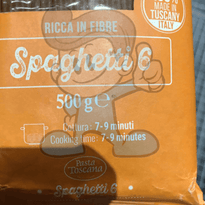 RICCA IN FIBRE
MADE IN
TUSCANY
ITALY
Spaghetti 6
500g e
Cottura: 7-9 minuti
Cooking time: 7-9 minutes
Pasta
Toscana
Spaghetti 6